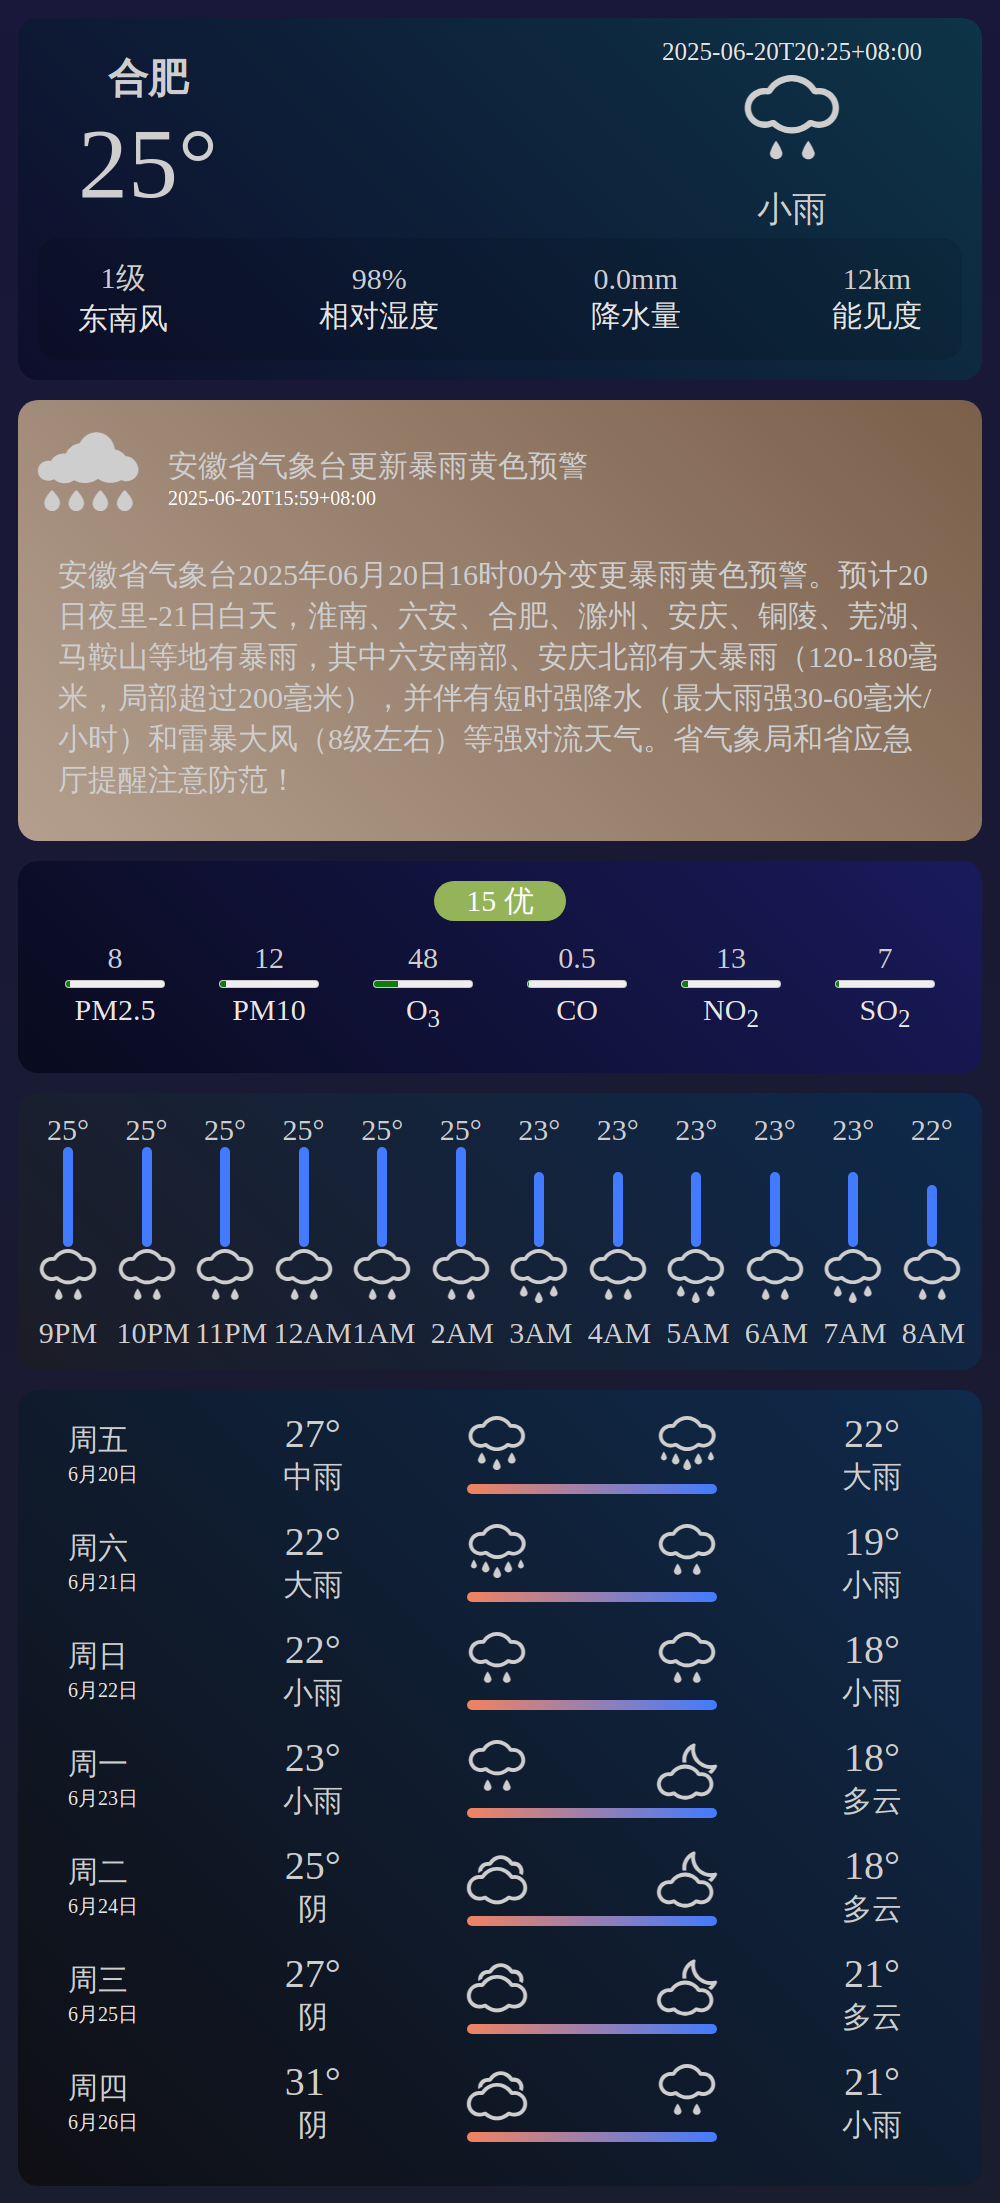 合肥
25°
2025-06-20T20:25+08:00
小雨
1级 98% 0.0mm 12km
东南风 相对湿度 降水量 能见度
安徽省气象台更新暴雨黄色预警
2025-06-20T15:59+08:00
安徽省气象台2025年06月20日16时00分变更暴雨黄色预警。预计20
日夜里-21日白天，淮南、六安、合肥、滁州、安庆、铜陵、芜湖、
马鞍山等地有暴雨，其中六安南部、安庆北部有大暴雨（120-180毫
米，局部超过200毫米），并伴有短时强降水（最大雨强30-60毫米/
小时）和雷暴大风（8级左右）等强对流天气。省气象局和省应急
厅提醒注意防范！
15 优
8 12 48 0.5 13 7
PM2.5 PM10 O3 CO NO2 SO2
25° 25° 25° 25° 25° 25° 23° 23° 23° 23° 23° 22°
9PM 10PM 11PM 12AM 1AM 2AM 3AM 4AM 5AM 6AM 7AM 8AM
周五 27° 22°
6月20日 中雨 大雨
周六 22° 19°
6月21日 大雨 小雨
周日 22° 18°
6月22日 小雨 小雨
周一 23° 18°
6月23日 小雨 多云
周二 25° 18°
6月24日 阴 多云
周三 27° 21°
6月25日 阴 多云
周四 31° 21°
6月26日 阴 小雨